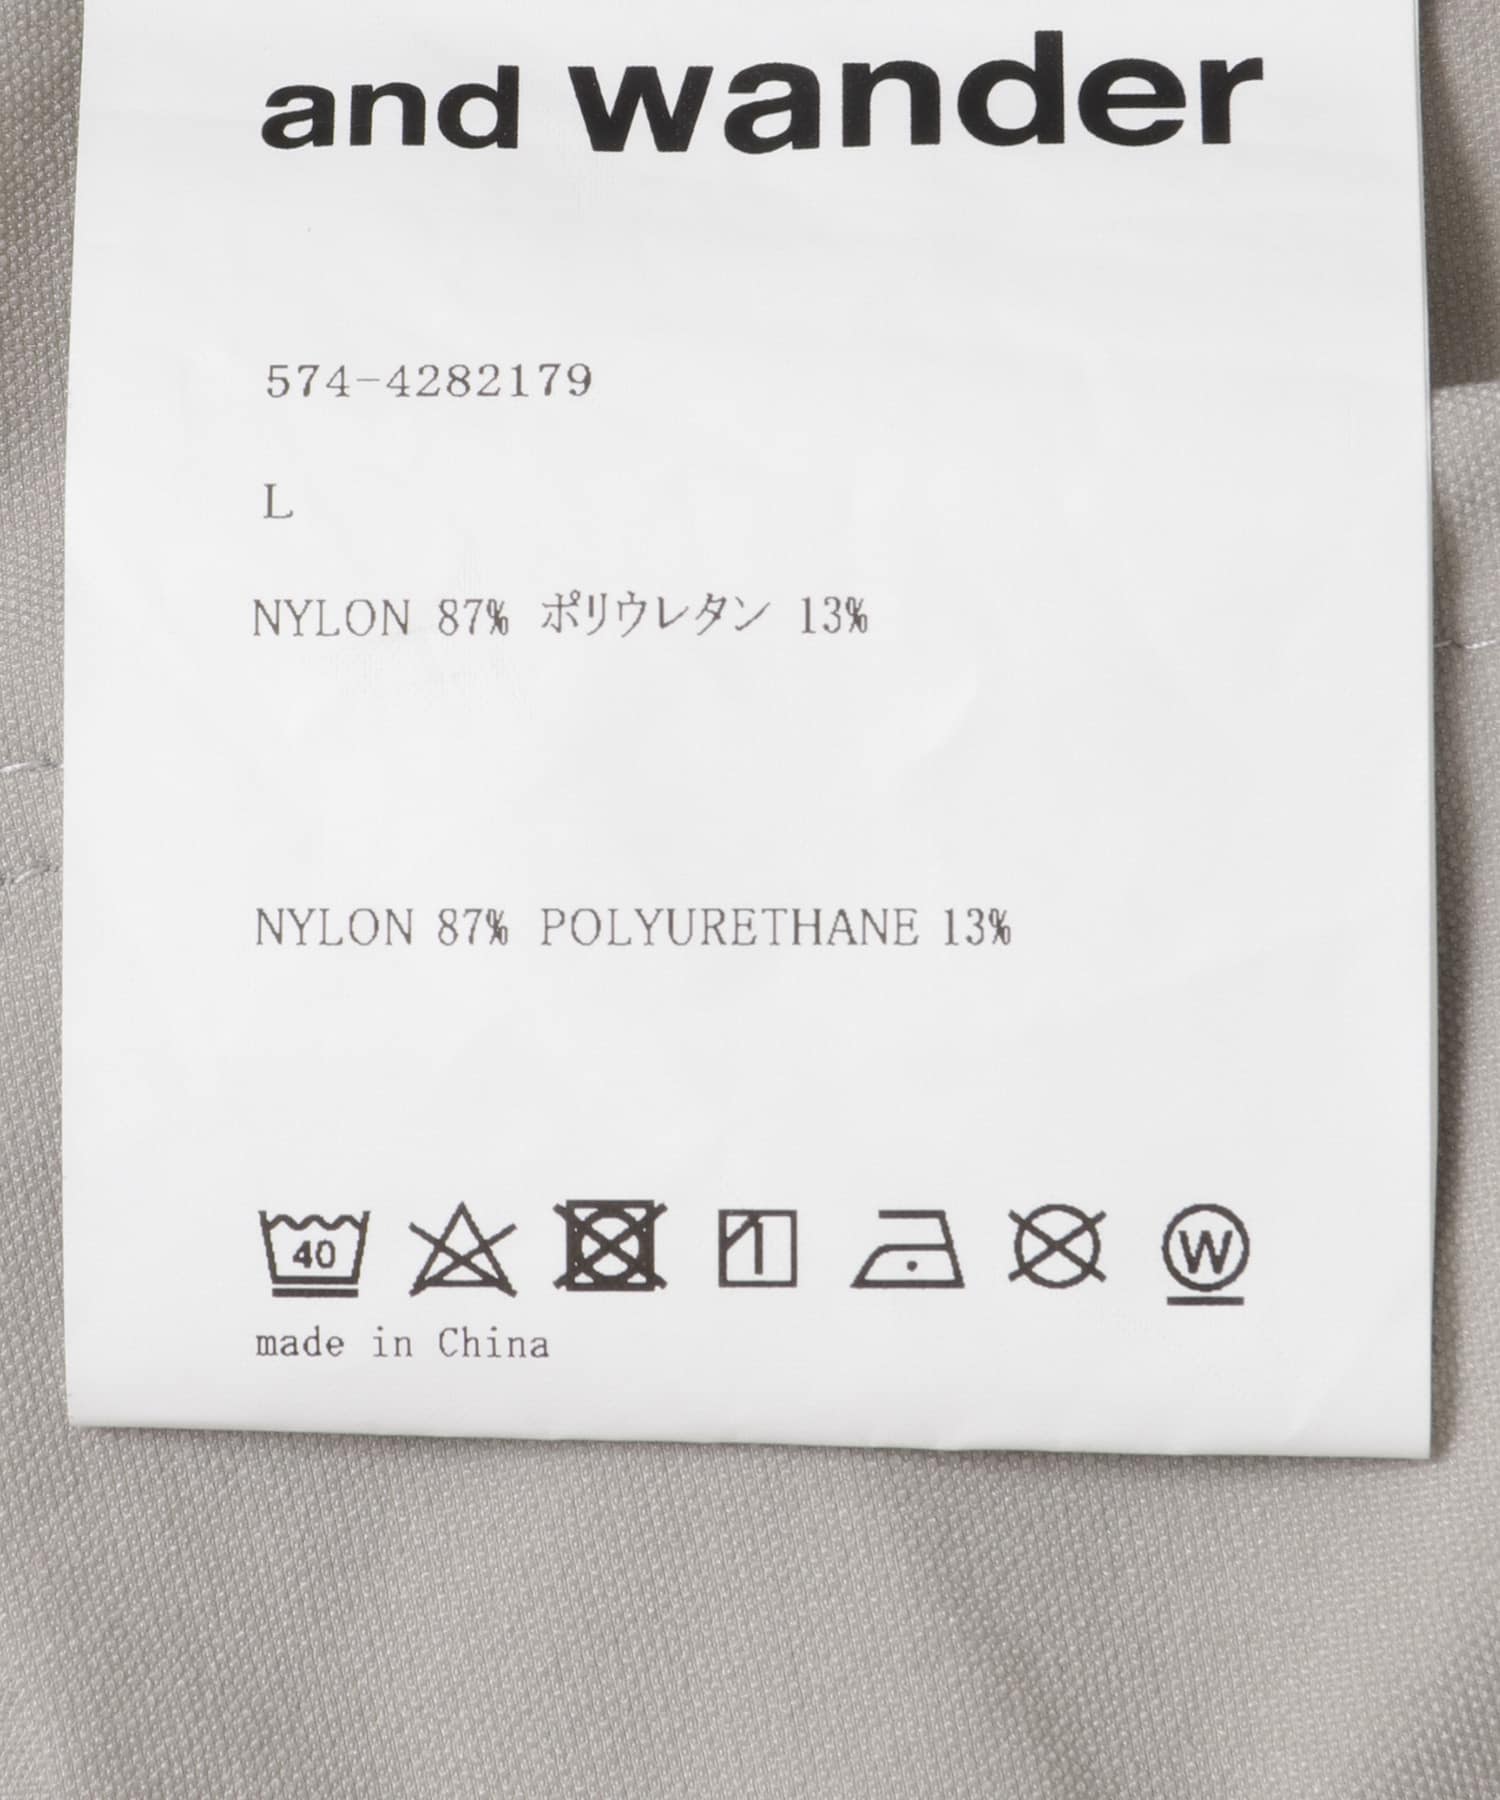 and wander
574-4282179
L
NYLON 87% ポリウレタン 13%
NYLON 87% POLYURETHANE 13%
40 W
made in China